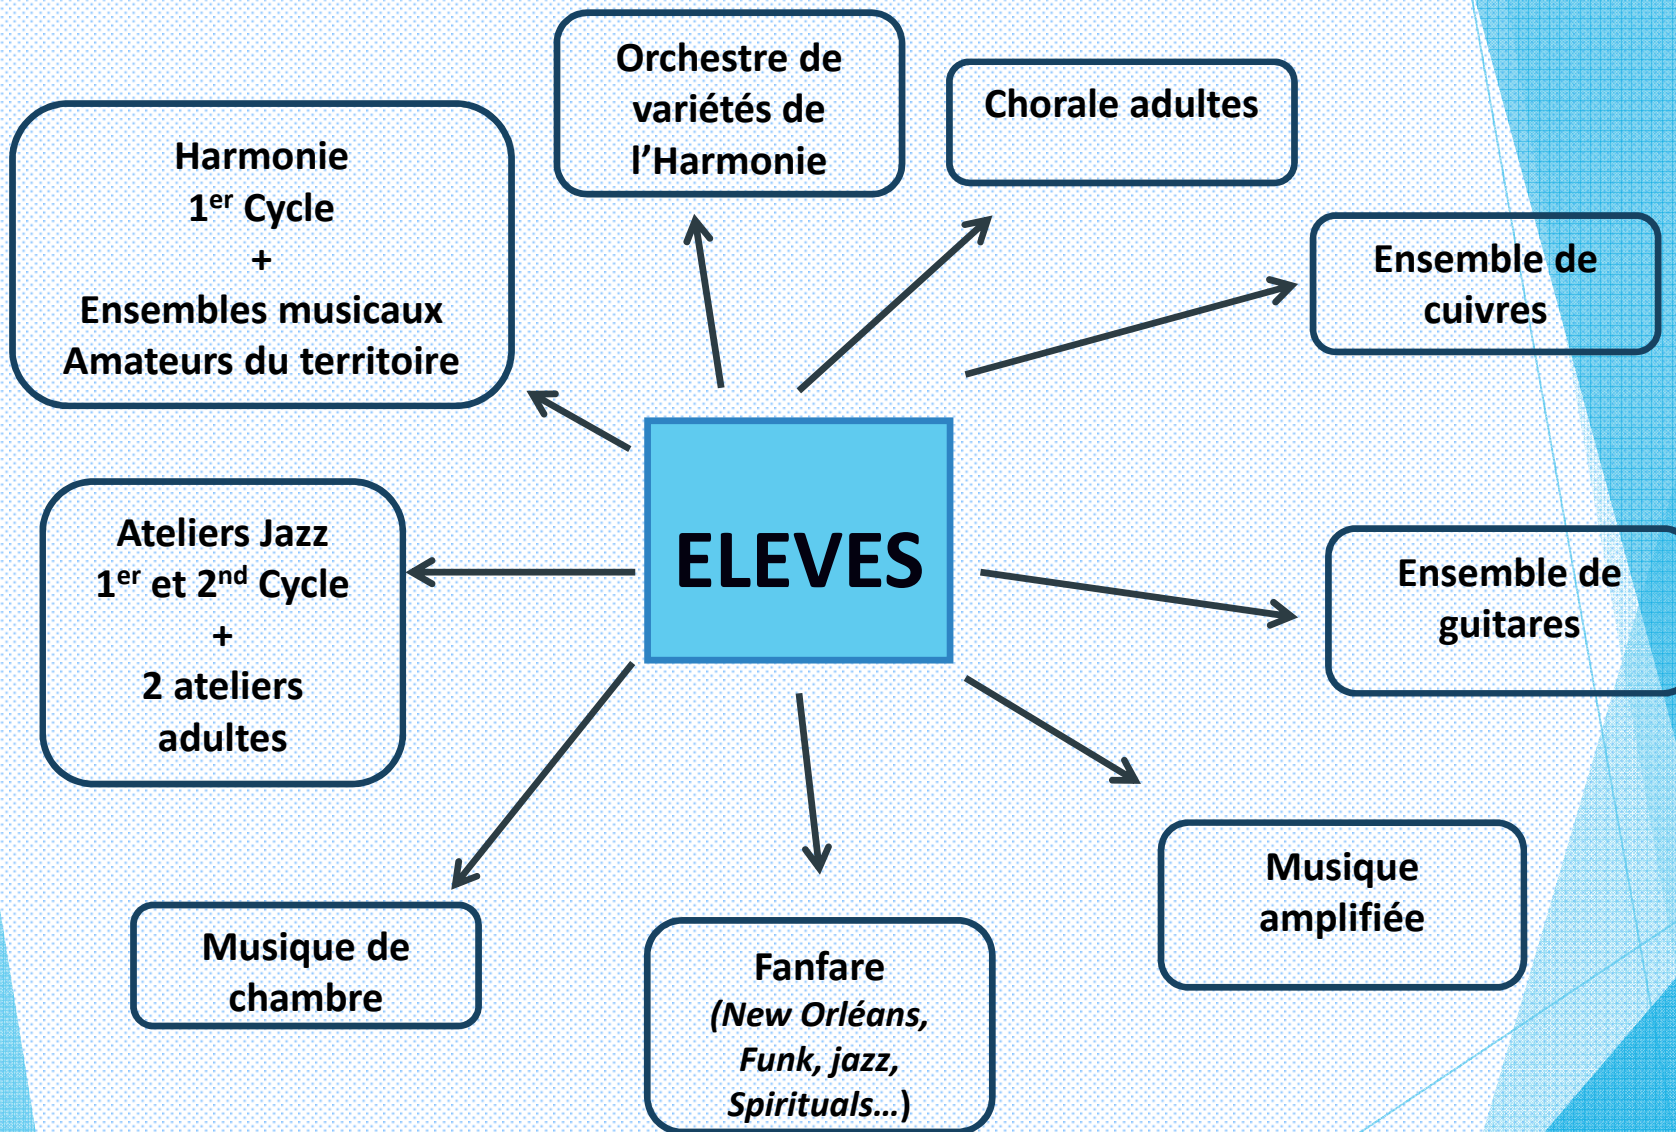 Orchestre de
variétés de
l’Harmonie
Chorale adultes
Harmonie
1er Cycle
+
Ensembles musicaux
Amateurs du territoire
Ensemble de
cuivres
ELEVES
Ateliers Jazz
1er et 2nd Cycle
+
2 ateliers
adultes
Ensemble de
guitares
Musique
amplifiée
Musique de
chambre
Fanfare
(New Orléans,
Funk, jazz,
Spirituals…)